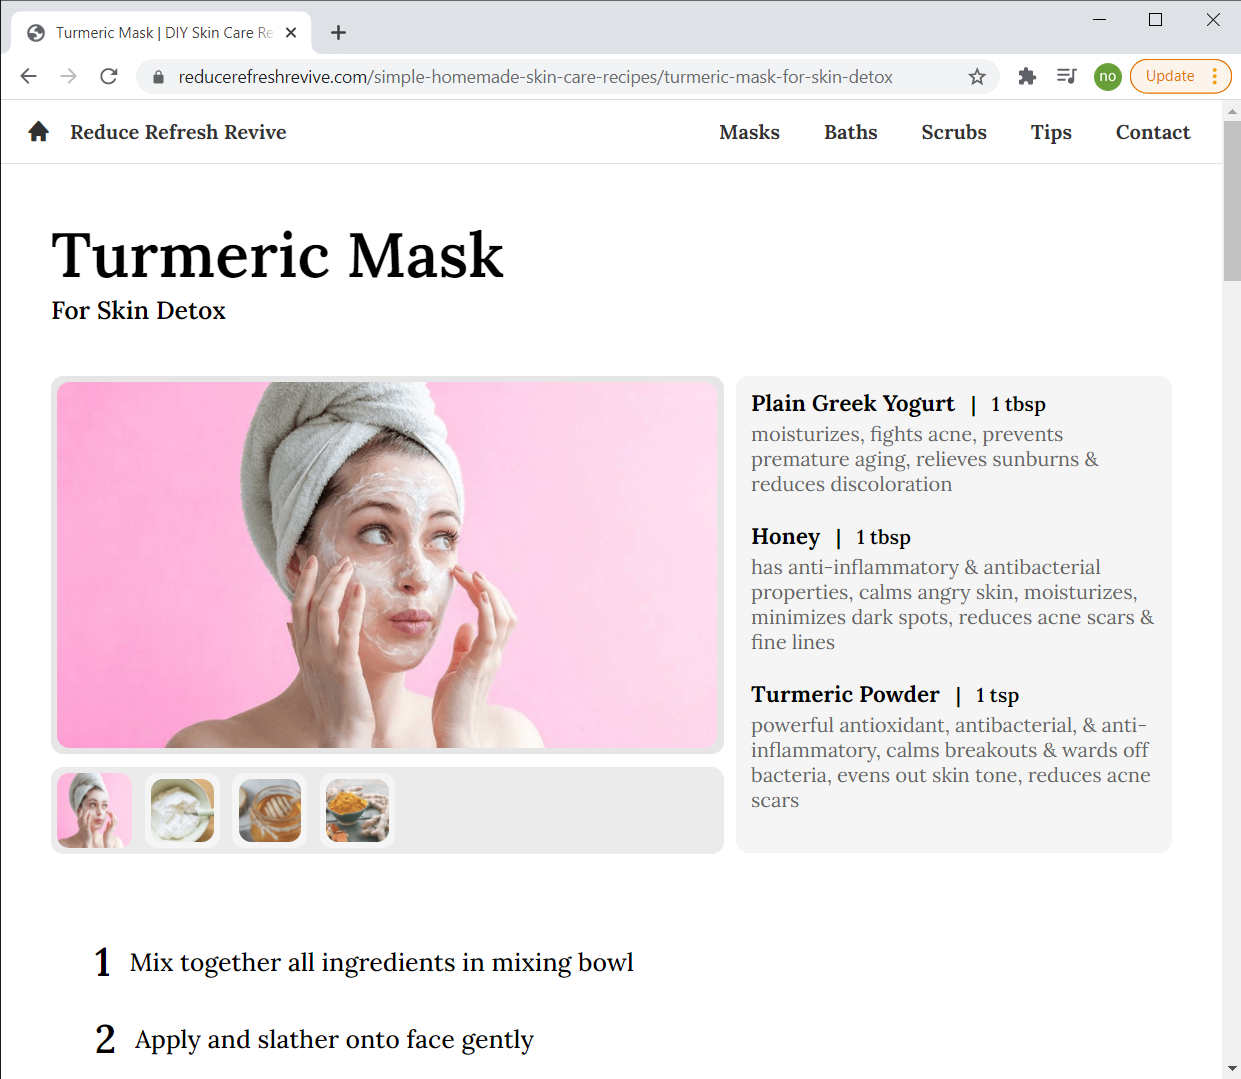 Turmeric Mask | DIY Skin Care Re
reducerefreshrevive.com/simple-homemade-skin-care-recipes/turmeric-mask-for-skin-detox
no
Update
Reduce Refresh Revive
Masks
Baths
Scrubs
Tips
Contact
Turmeric Mask
For Skin Detox
Plain Greek Yogurt | 1 tbsp
moisturizes, fights acne, prevents
premature aging, relieves sunburns &
reduces discoloration
Honey | 1 tbsp
has anti-inflammatory & antibacterial
properties, calms angry skin, moisturizes,
minimizes dark spots, reduces acne scars &
fine lines
Turmeric Powder | 1 tsp
powerful antioxidant, antibacterial, & anti-
inflammatory, calms breakouts & wards off
bacteria, evens out skin tone, reduces acne
scars
1 Mix together all ingredients in mixing bowl
2 Apply and slather onto face gently